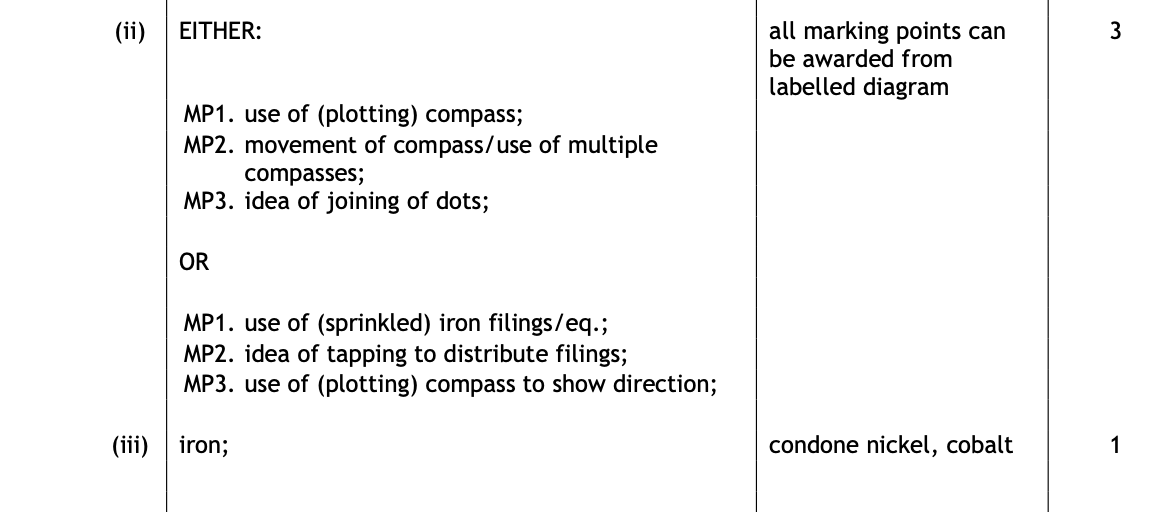 (ii) EITHER: all marking points can 3
be awarded from
labelled diagram
MP1. use of (plotting) compass;
MP2. movement of compass/use of multiple
compasses;
MP3. idea of joining of dots;
OR
MP1. use of (sprinkled) iron filings/eq.;
MP2. idea of tapping to distribute filings;
MP3. use of (plotting) compass to show direction;
(iii) iron; condone nickel, cobalt 1